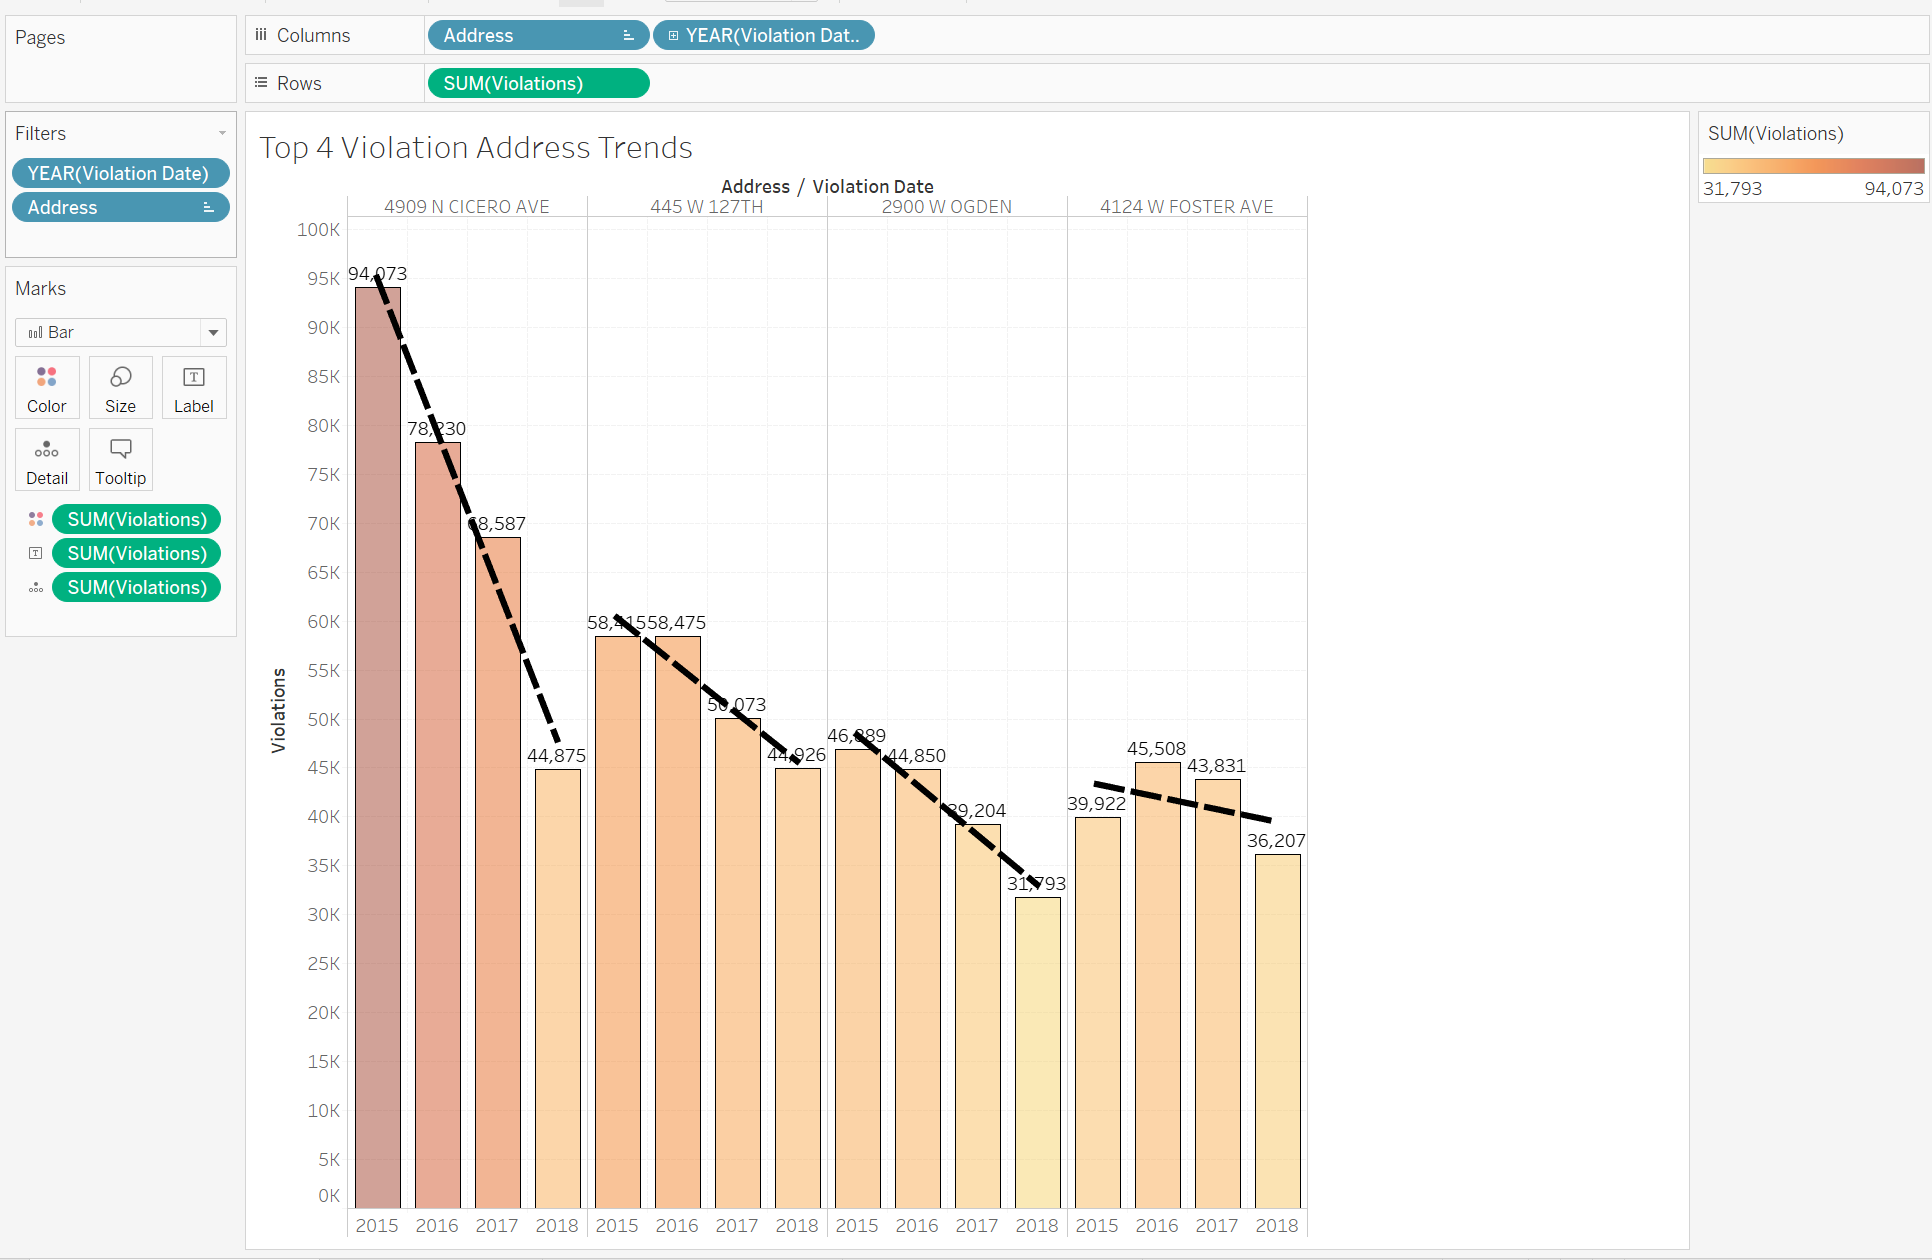 Pages
Columns
Address
YEAR(Violation Dat..
Rows
SUM(Violations)
Filters
YEAR(Violation Date)
Address
Marks
Bar
Color
Size
Label
Detail
Tooltip
SUM(Violations)
SUM(Violations)
SUM(Violations)
Top 4 Violation Address Trends
Address / Violation Date
4909 N CICERO AVE
445 W 127TH
2900 W OGDEN
4124 W FOSTER AVE
Violations
100K
95K
90K
85K
80K
75K
70K
65K
60K
55K
50K
45K
40K
35K
30K
25K
20K
15K
10K
5K
0K
94,073
78,230
68,587
44,875
58,415
58,475
50,073
44,926
46,889
44,850
39,204
31,793
39,922
45,508
43,831
36,207
2015 2016 2017 2018 2015 2016 2017 2018 2015 2016 2017 2018 2015 2016 2017 2018
SUM(Violations)
31,793 94,073